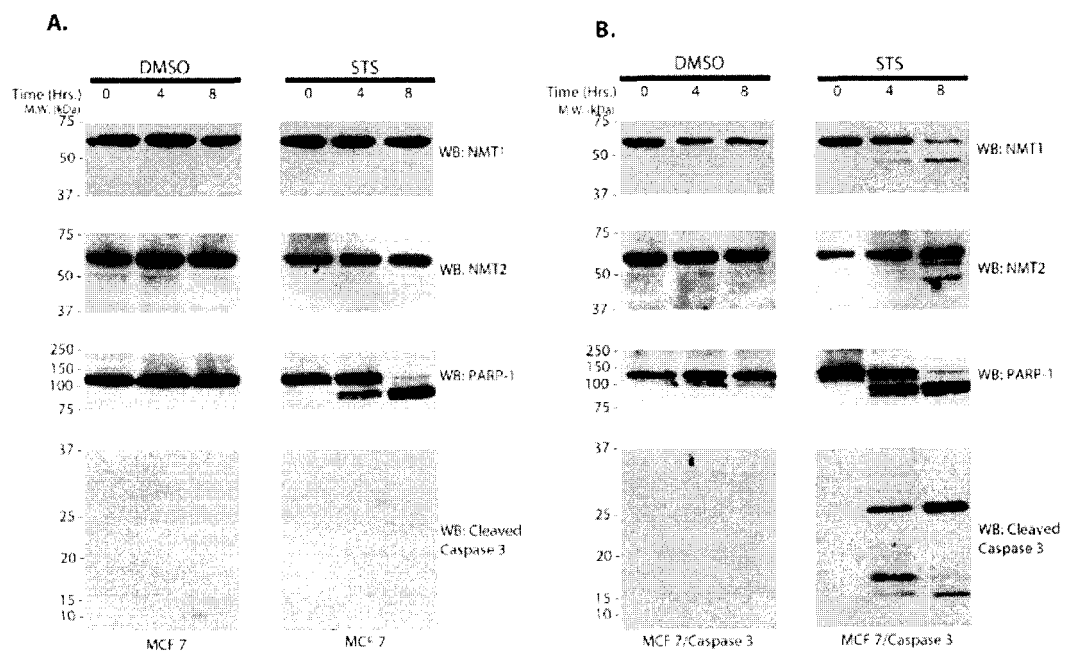 A.
DMSO STS
Time (Hrs.) 0 4 8 0 4 8
M.W. (kDa)
75 -
50 -
37 -
WB: NMT1
75 -
50 -
37 -
WB: NMT2
250 -
150 -
100 -
75 -
WB: PARP-1
37 -
25 -
20 -
15 -
10 -
WB: Cleaved
Caspase 3
MCF 7 MCF 7
B.
DMSO STS
Time (Hrs.) 0 4 8 0 4 8
M.W. (kDa)
75 -
50 -
37 -
WB: NMT1
75 -
50 -
37 -
WB: NMT2
250 -
150 -
100 -
75 -
WB: PARP-1
37 -
25
20 -
15 -
10 -
WB: Cleaved
Caspase 3
MCF 7/Caspase 3 MCF 7/Caspase 3